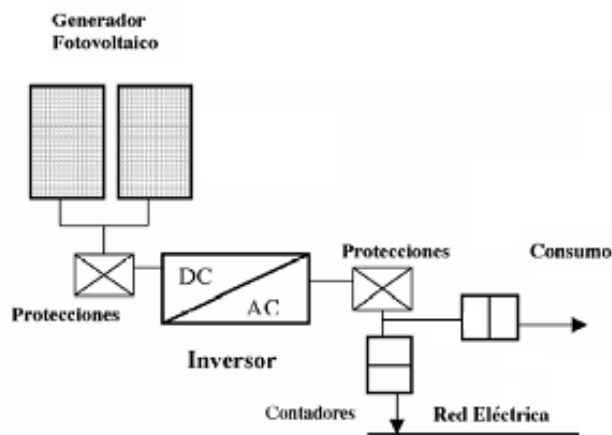 Generador
Fotovoltaico
Protecciones
Consumo
DC
AC
Protecciones
Inversor
Contadores
Red Eléctrica